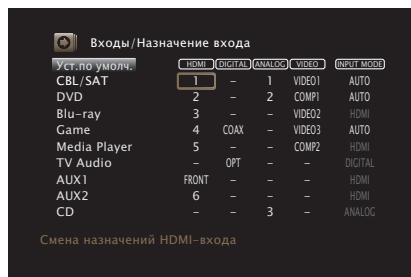 Входы/Назначение входа
Уст.по умолч. HDMI DIGITAL ANALOG VIDEO INPUT MODE
CBL/SAT 1 – 1 VIDEO1 AUTO
DVD 2 – 2 COMP1 AUTO
Blu-ray 3 – – VIDEO2 HDMI
Game 4 COAX – VIDEO3 AUTO
Media Player 5 – – COMP2 HDMI
TV Audio – OPT – – DIGITAL
AUX1 FRONT – – – HDMI
AUX2 6 – – – HDMI
CD – – 3 – ANALOG
Смена назначений HDMI-входа